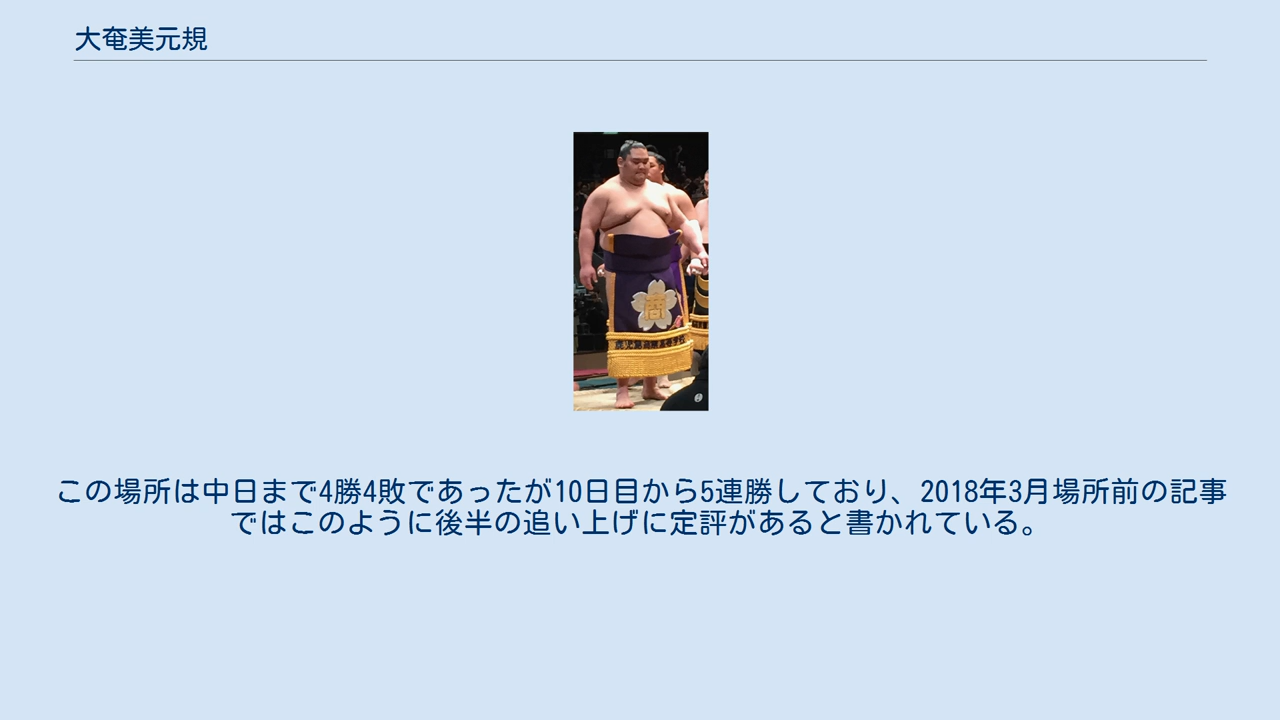 大奄美元規
商
この場所は中日まで4勝4敗であったが10日目から5連勝しており、2018年3月場所前の記事
ではこのように後半の追い上げに定評があると書かれている。